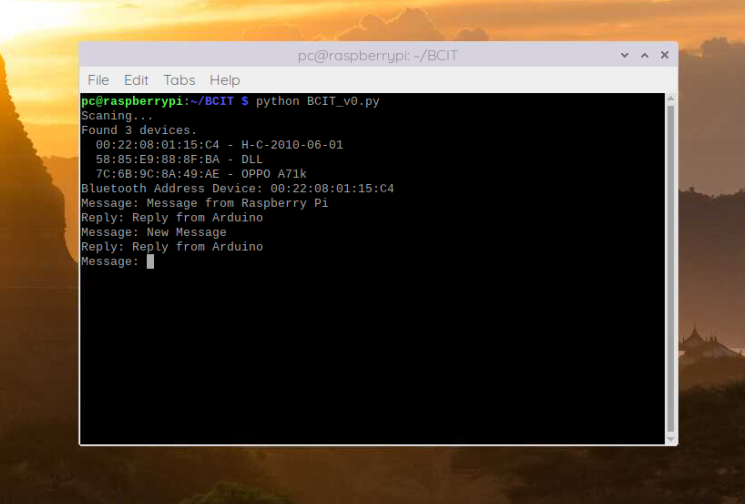 pc@raspberrypi: ~/BCIT
File Edit Tabs Help
pc@raspberrypi:~/BCIT $ python BCIT_v0.py
Scaning...
Found 3 devices.
00:22:08:01:15:C4 - H-C-2010-06-01
58:85:E9:88:8F:BA - DLL
7C:6B:9C:8A:49:AE - OPPO A71k
Bluetooth Address Device: 00:22:08:01:15:C4
Message: Message from Raspberry Pi
Reply: Reply from Arduino
Message: New Message
Reply: Reply from Arduino
Message: